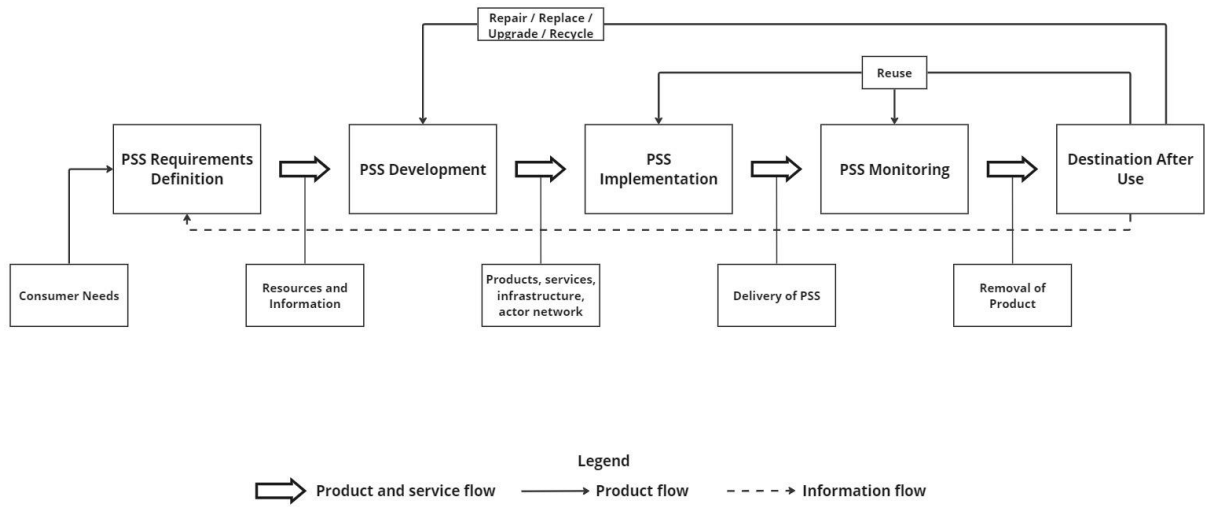 Repair / Replace /
Upgrade / Recycle
Reuse
PSS Requirements
Definition
PSS Development
PSS
Implementation
PSS Monitoring
Destination After
Use
Consumer Needs
Resources and
Information
Products, services,
infrastructure,
actor network
Delivery of PSS
Removal of
Product
Legend
Product and service flow
Product flow
Information flow